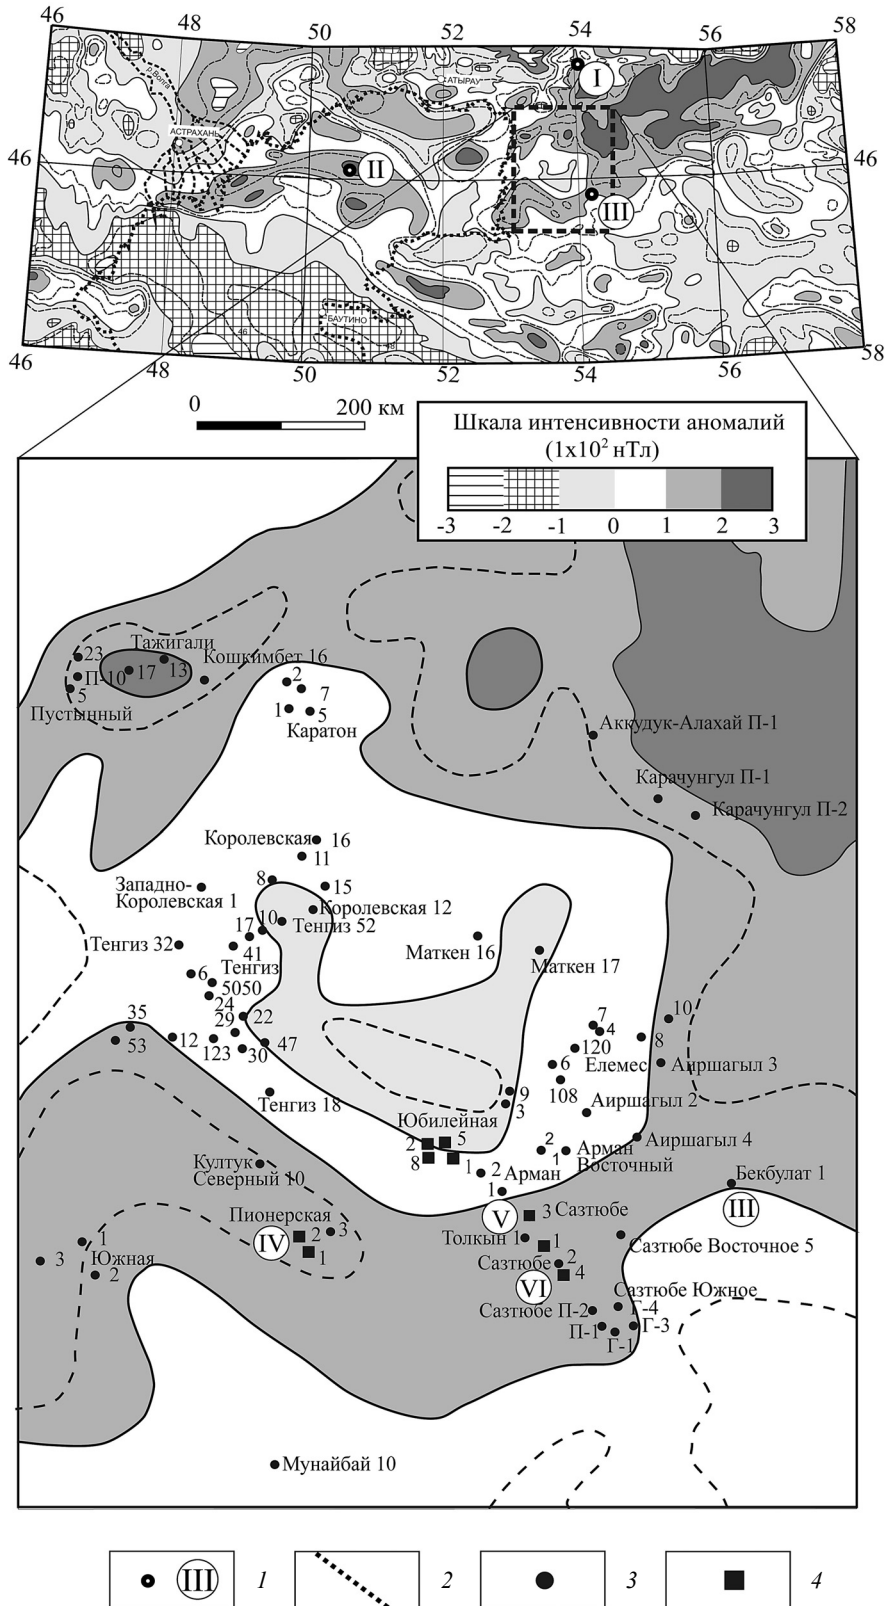 46
48
50
52
54
56
58
р.Волга
АТЫРАУ
I
АСТРАХАНЬ
46
II
46
III
БАУТИНО
46
46
48
50
52
54
56
58
0 200 км
Шкала интенсивности аномалий
(1х10² нТл)
-3 -2 -1 0 1 2 3
Тажигали
23
17
13
Кошкимбет 16
П-10
5
Пустынный
2
7
1
5
Каратон
Аккудук-Алахай П-1
Карачунгул П-1
Карачунгул П-2
Королевская 16
11
8
15
Западно-
Королевская 1
Королевская 12
10
Тенгиз 52
17
Тенгиз 32
41
Маткен 16
Маткен 17
6
Тенгиз
5050
24
22
29
35
53
12
123
30
47
7
4
10
120
8
6
Елемес
Аиршагыл 3
108
9
3
Тенгиз 18
Аиршагыл 2
Юбилейная
2
5
8
1
Аиршагыл 4
2
1
Арман
Восточный
2
Арман
1
Култук
Северный 10
Бекбулат 1
III
V
3 Сазтюбе
Пионерская
IV
2
3
1
Толкын 1
1
Сазтюбе Восточное 5
1
3
Южная
2
Сазтюбе 2
4
VI
Сазтюбе Южное
Сазтюбе П-2
Г-4
П-1
Г-3
Г-1
Мунайбай 10
III 1 2 3 4